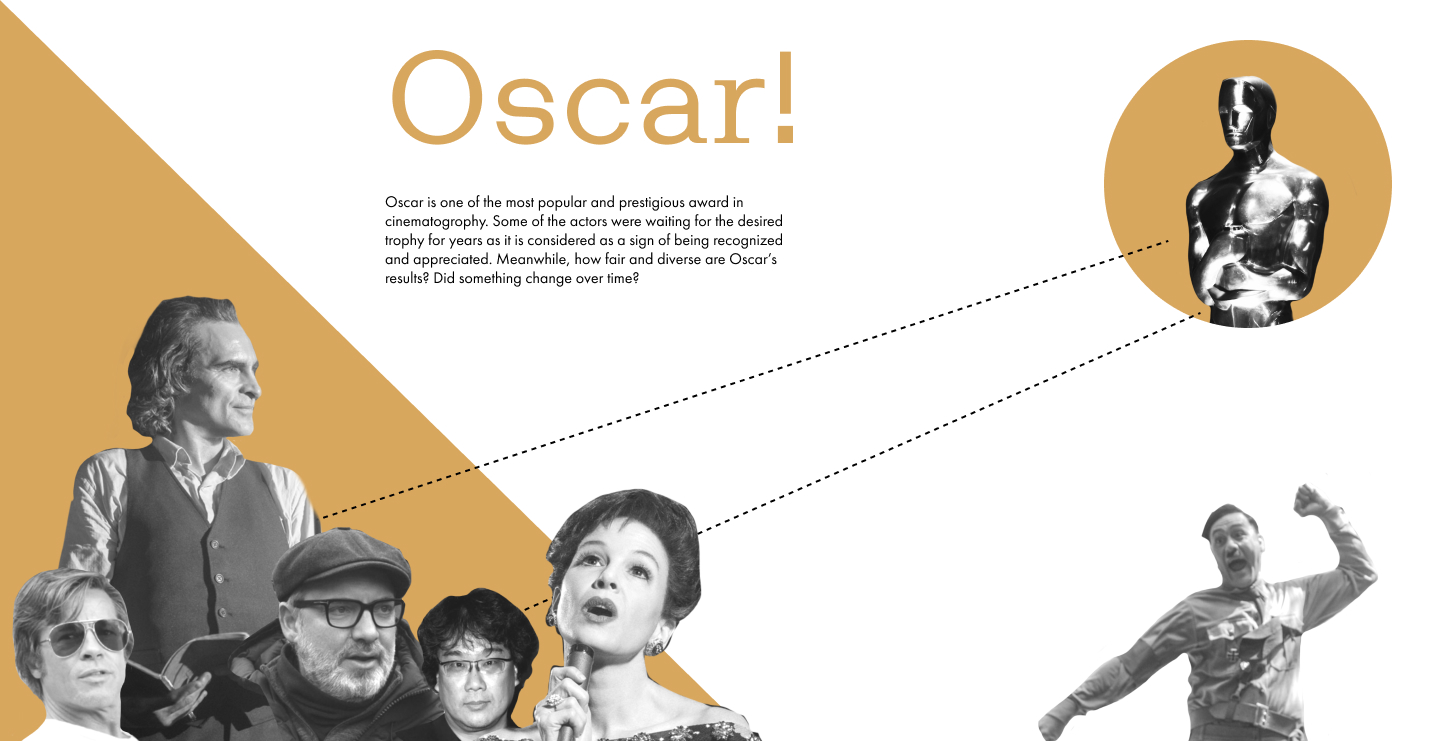 Oscar!
Oscar is one of the most popular and prestigious award in
cinematogrophy. Some of the actors were waiting for the desired
trophy for years as it is considered as a sign of being recognized
and appreciated. Meanwhile, how fair and diverse are Oscar’s
results? Did something change over time?